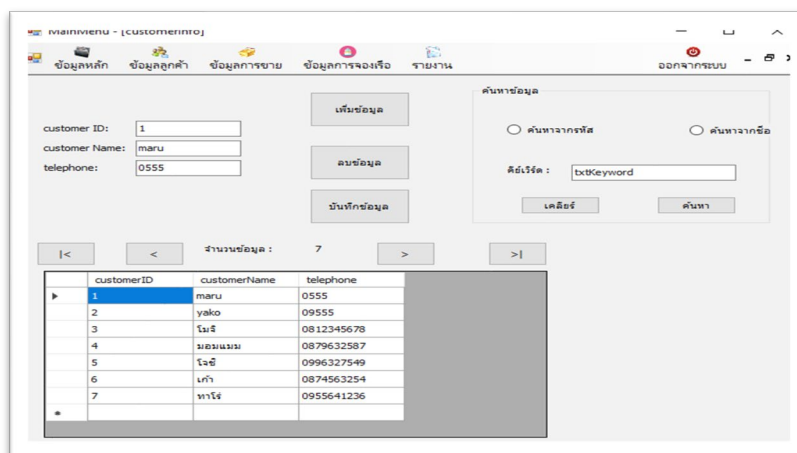 MainMenu - [customerinfo]
ข้อมูลหลัก ข้อมูลลูกค้า ข้อมูลการขาย ข้อมูลการจองเรือ รายงาน ออกจากระบบ
ค้นหาข้อมูล
เพิ่มข้อมูล
customer ID: 1
ค้นหาจากรหัส ค้นหาจากชื่อ
customer Name: maru
telephone: 0555
ลบข้อมูล
คีย์เวิร์ด : txtKeyword
บันทึกข้อมูล
เคลียร์ ค้นหา
|< < จำนวนข้อมูล : 7 > >|
customerID customerName telephone
1 maru 0555
2 yako 09555
3 โมจิ 0812345678
4 มอมแมม 0879632587
5 โอชิ 0996327549
6 เก๋า 0874563254
7 ทาโร่ 0955641236